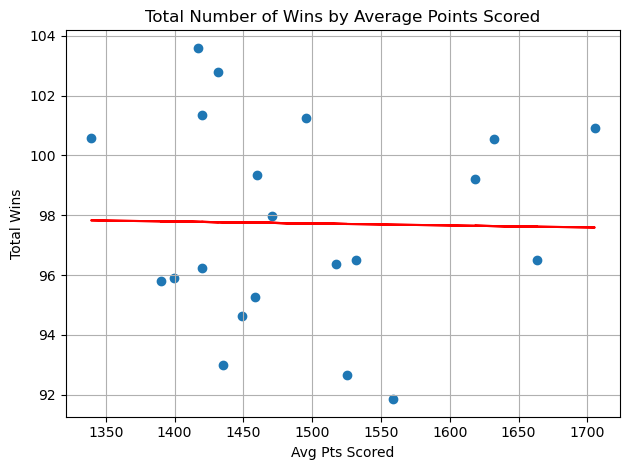 Total Number of Wins by Average Points Scored
104
102
100
98
96
94
92
Total Wins
1350 1400 1450 1500 1550 1600 1650 1700
Avg Pts Scored